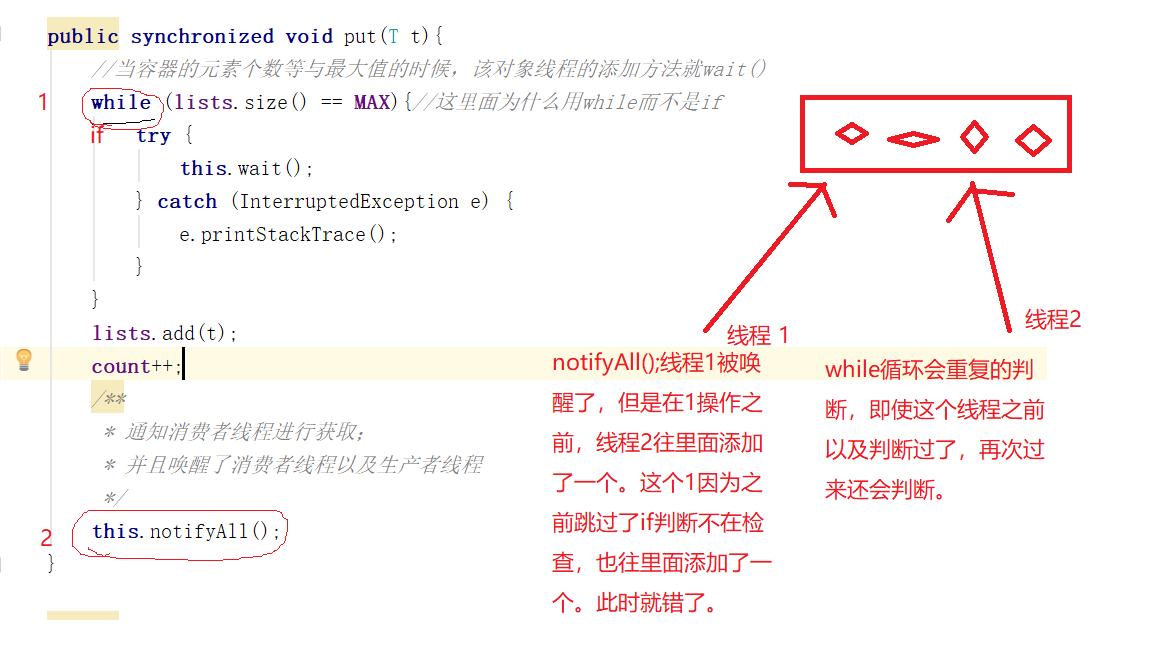 public synchronized void put(T t){
//当容器的元素个数等与最大值的时候，该对象线程的添加方法就wait()
1 while (lists.size() == MAX){//这里面为什么用while而不是if
if try {
this.wait();
} catch (InterruptedException e) {
e.printStackTrace();
}
}
lists.add(t);
count++;
/**
* 通知消费者线程进行获取;
* 并且唤醒了消费者线程以及生产者线程
*/
2 this.notifyAll();
}
线程 1
notifyAll();线程1被唤
醒了，但是在1操作之
前，线程2往里面添加
了一个。这个1因为之
前跳过了if判断不在检
查，也往里面添加了一
个。此时就错了。
线程2
while循环会重复的判
断，即使这个线程之前
以及判断过了，再次过
来还会判断。